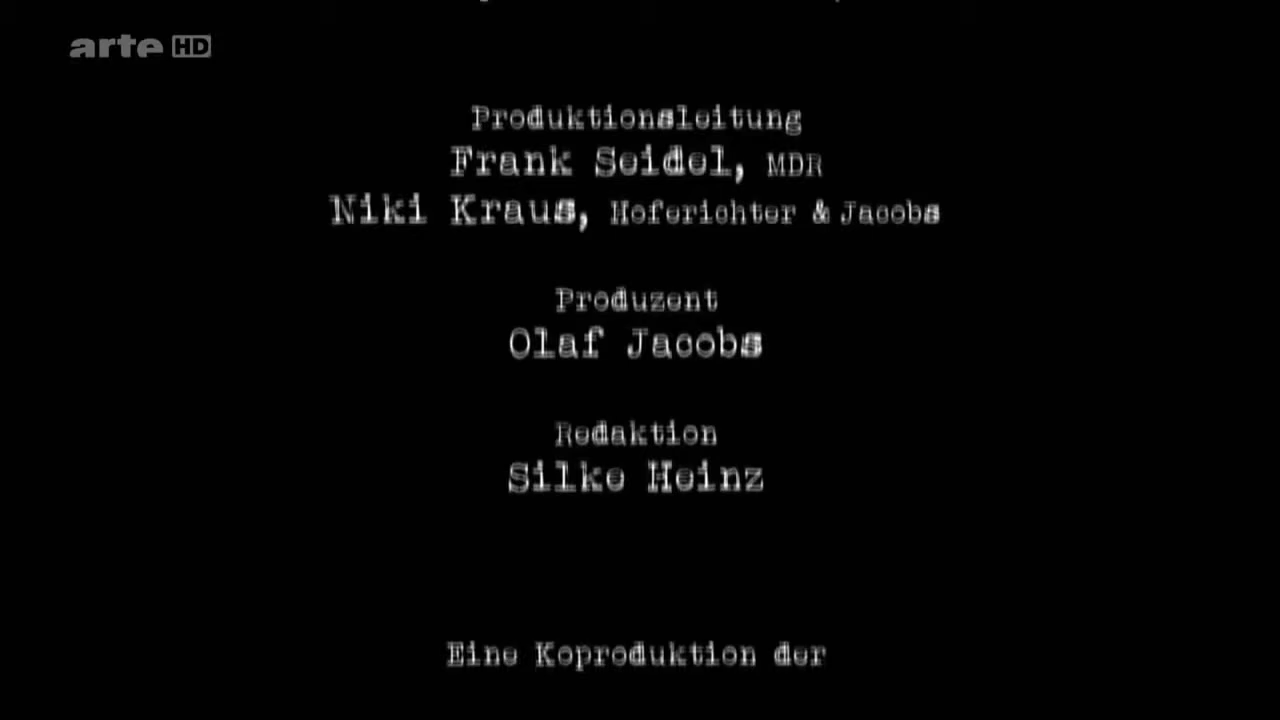 arte HD
Produktionsleitung
Frank Seidel, MDR
Niki Kraus, Hoferichter & Jacobs
Produzent
Olaf Jacobs
Redaktion
Silke Heinz
Eine Koproduktion der